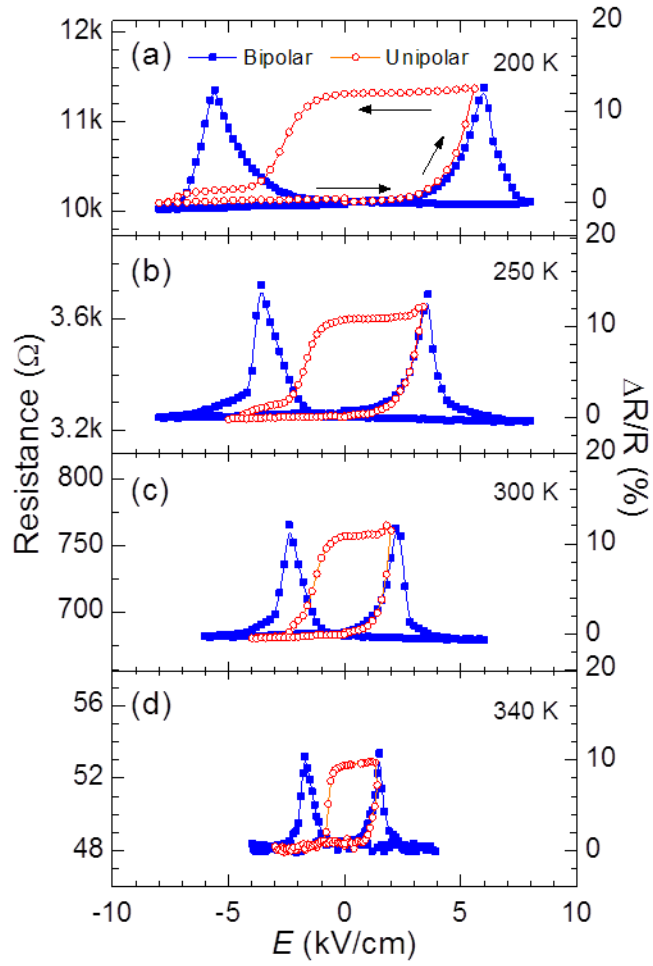 12k
20
(a)
Bipolar
Unipolar
200 K
11k
10
10k
0
20
(b)
250 K
3.6k
10
3.2k
0
20
800
(c)
300 K
750
10
700
0
20
56
(d)
340 K
52
10
48
0
-10
-5
0
5
10
E (kV/cm)
Resistance (Ω)
ΔR/R (%)